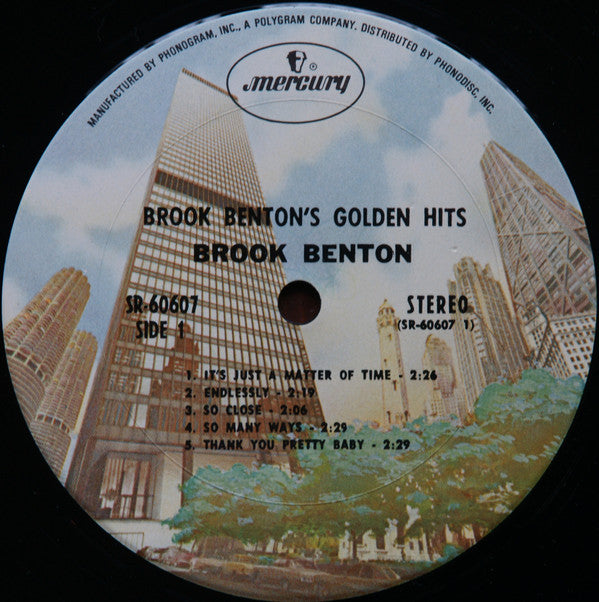 MANUFACTURED BY PHONOGRAM, INC., A POLYGRAM COMPANY. DISTRIBUTED BY PHONODISC, INC.
mercury ®
BROOK BENTON'S GOLDEN HITS
BROOK BENTON
SR-60607
SIDE 1
STEREO
(SR-60607 1)
1. IT'S JUST A MATTER OF TIME - 2:26
2. ENDLESSLY - 2:19
3. SO CLOSE - 2:06
4. SO MANY WAYS - 2:29
5. THANK YOU PRETTY BABY - 2:29